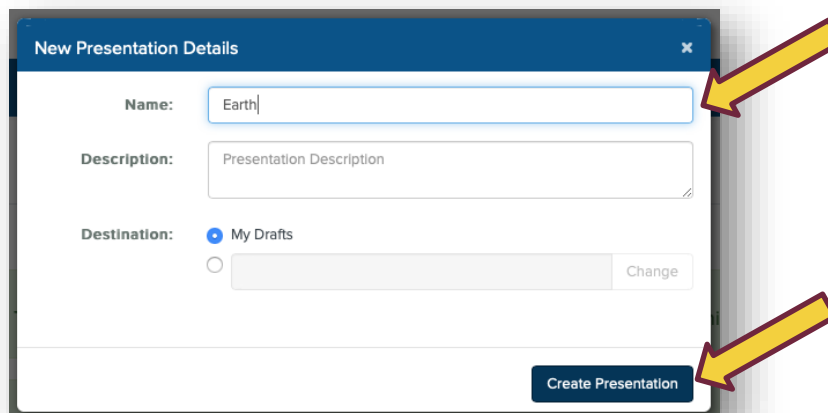 New Presentation Details ×
Name: Earth
Description: Presentation Description
Destination: My Drafts
Change
Create Presentation